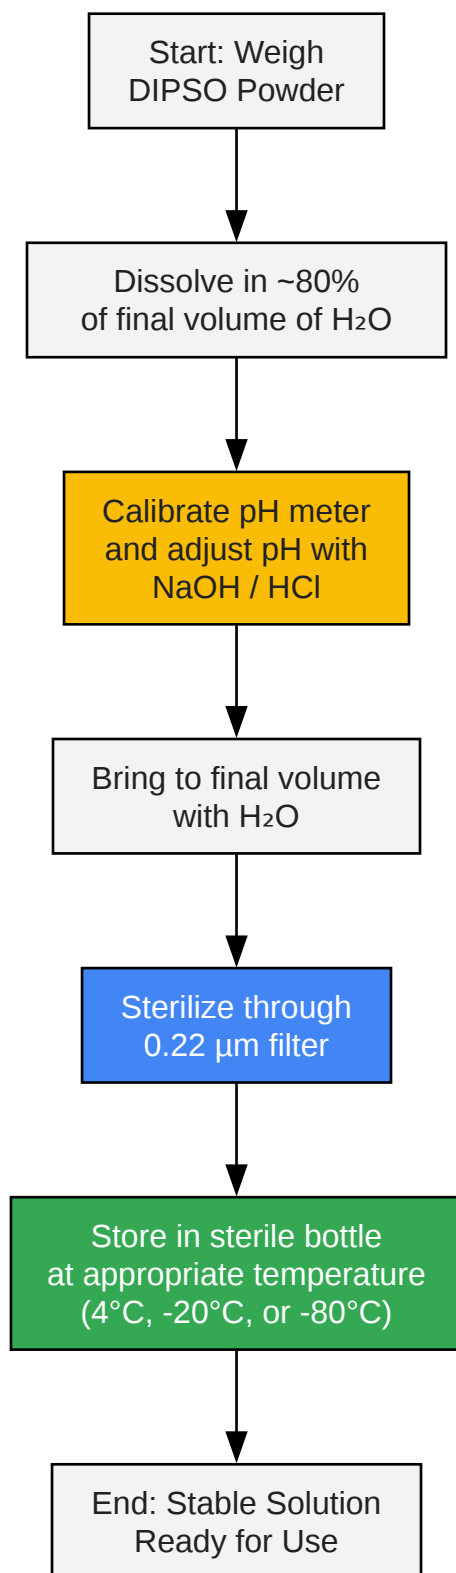 Start: Weigh
DIPSO Powder
Dissolve in ~80%
of final volume of H₂O
Calibrate pH meter
and adjust pH with
NaOH / HCl
Bring to final volume
with H₂O
Sterilize through
0.22 µm filter
Store in sterile bottle
at appropriate temperature
(4°C, -20°C, or -80°C)
End: Stable Solution
Ready for Use